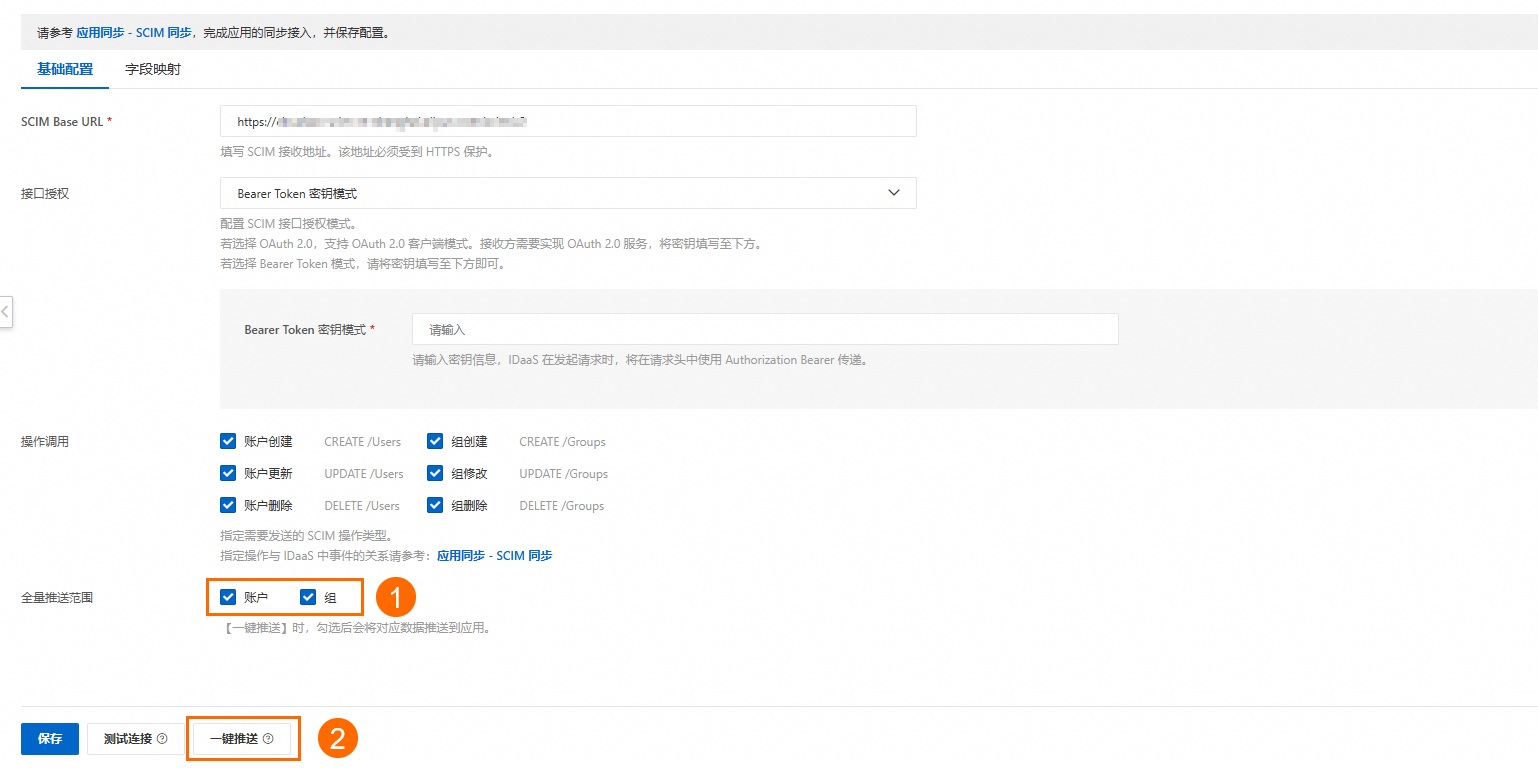 请参考 应用同步 - SCIM 同步，完成应用的同步接入，并保存配置。
基础配置 字段映射
SCIM Base URL * https://
填写 SCIM 接收地址。该地址必须受到 HTTPS 保护。
接口授权 Bearer Token 密钥模式
配置 SCIM 接口授权模式。
若选择 OAuth 2.0，支持 OAuth 2.0 客户端模式。接收方需要实现 OAuth 2.0 服务，将密钥填写至下方。
若选择 Bearer Token 模式，请将密钥填写至下方即可。
Bearer Token 密钥模式 * 请输入
请输入密钥信息，IDaaS 在发起请求时，将在请求头中使用 Authorization Bearer 传递。
操作调用 账户创建 CREATE /Users 组创建 CREATE /Groups
账户更新 UPDATE /Users 组修改 UPDATE /Groups
账户删除 DELETE /Users 组删除 DELETE /Groups
指定需要发送的 SCIM 操作类型。
指定操作与 IDaaS 中事件的关系请参考：应用同步 - SCIM 同步
全量推送范围 账户 组 1
【一键推送】时，勾选后会将对应数据推送到应用。
保存 测试连接 ? 一键推送 ? 2